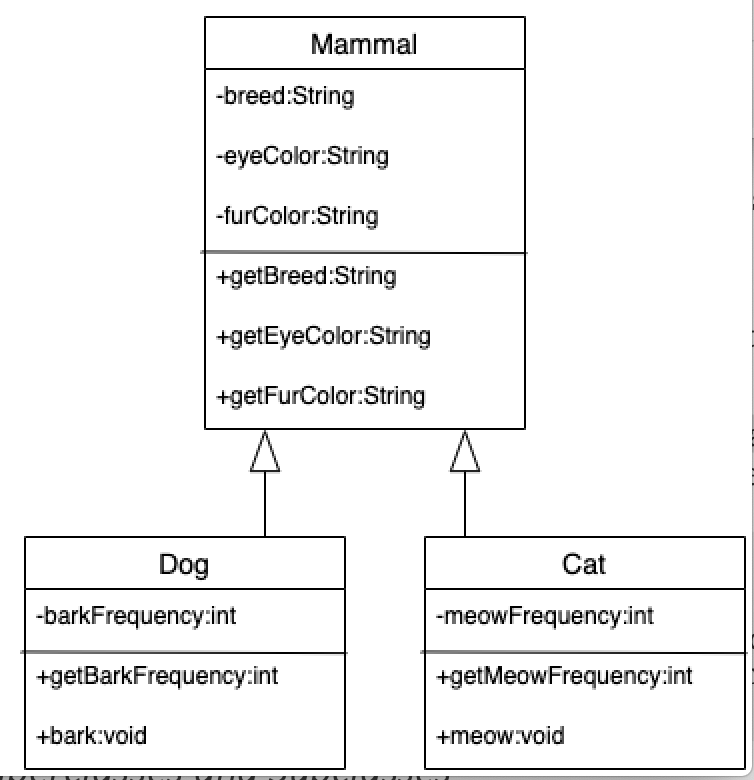 Mammal
-breed:String
-eyeColor:String
-furColor:String
+getBreed:String
+getEyeColor:String
+getFurColor:String
Dog
-barkFrequency:int
+getBarkFrequency:int
+bark:void
Cat
-meowFrequency:int
+getMeowFrequency:int
+meow:void